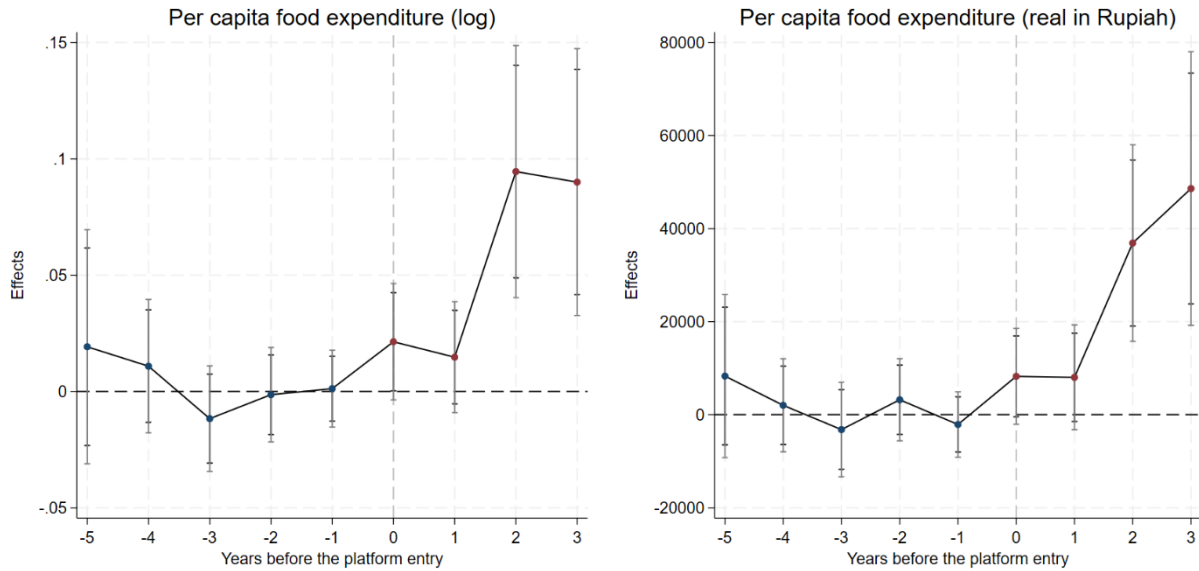 Per capita food expenditure (log)
.15
.1
.05
0
-.05
Effects
-5 -4 -3 -2 -1 0 1 2 3
Years before the platform entry
Per capita food expenditure (real in Rupiah)
80000
60000
40000
20000
0
-20000
Effects
-5 -4 -3 -2 -1 0 1 2 3
Years before the platform entry